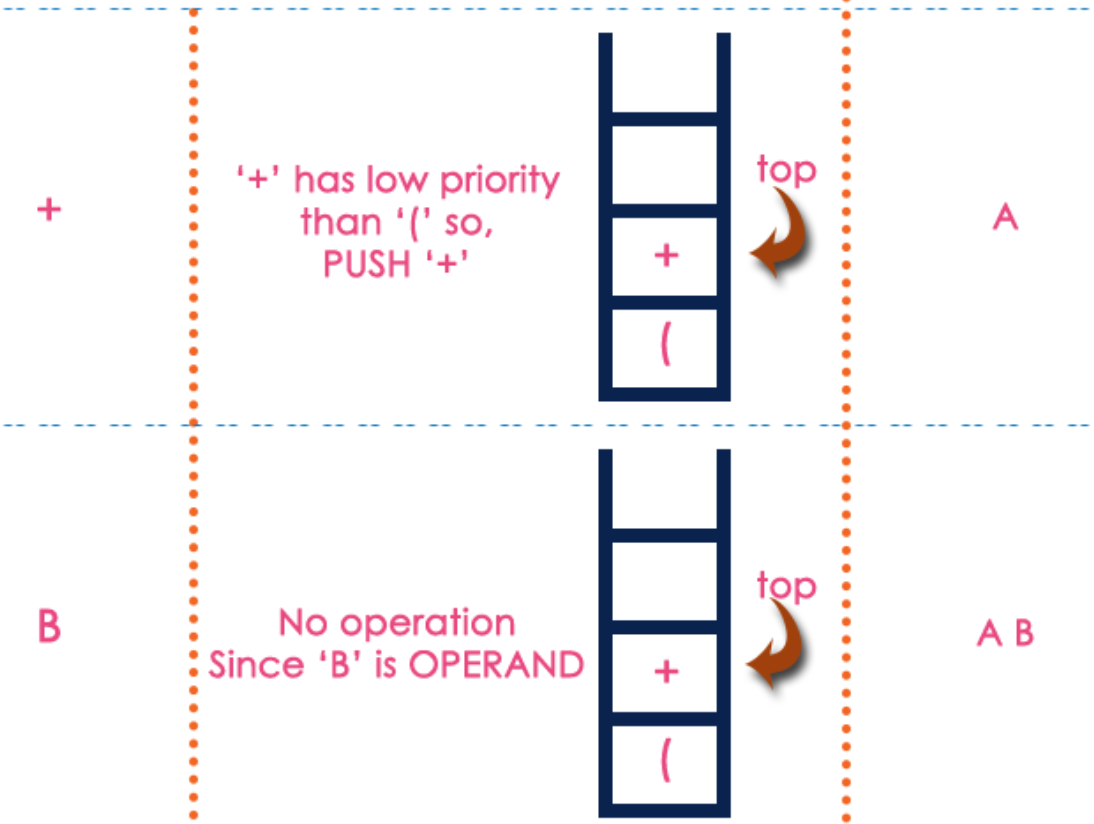 +
‘+’ has low priority
than ‘(’ so,
PUSH ‘+’
top
+
(
A
B
No operation
Since ‘B’ is OPERAND
top
+
(
A B